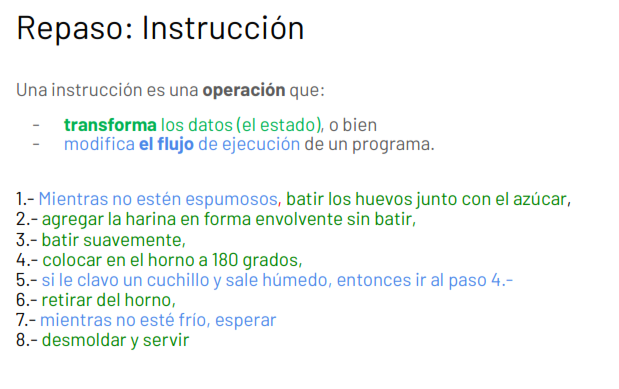 Repaso: Instrucción
Una instrucción es una operación que:
- transforma los datos (el estado), o bien
- modifica el flujo de ejecución de un programa.
1.- Mientras no estén espumosos, batir los huevos junto con el azúcar,
2.- agregar la harina en forma envolvente sin batir,
3.- batir suavemente,
4.- colocar en el horno a 180 grados,
5.- si le clavo un cuchillo y sale húmedo, entonces ir al paso 4.-
6.- retirar del horno,
7.- mientras no esté frío, esperar
8.- desmoldar y servir